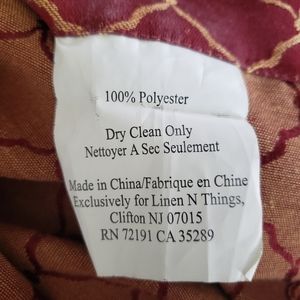 100% Polyester
Dry Clean Only
Nettoyer A Sec Seulement
Made in China/Fabrique en Chine
Exclusively for Linen N Things,
Clifton NJ 07015
RN 72191 CA 35289